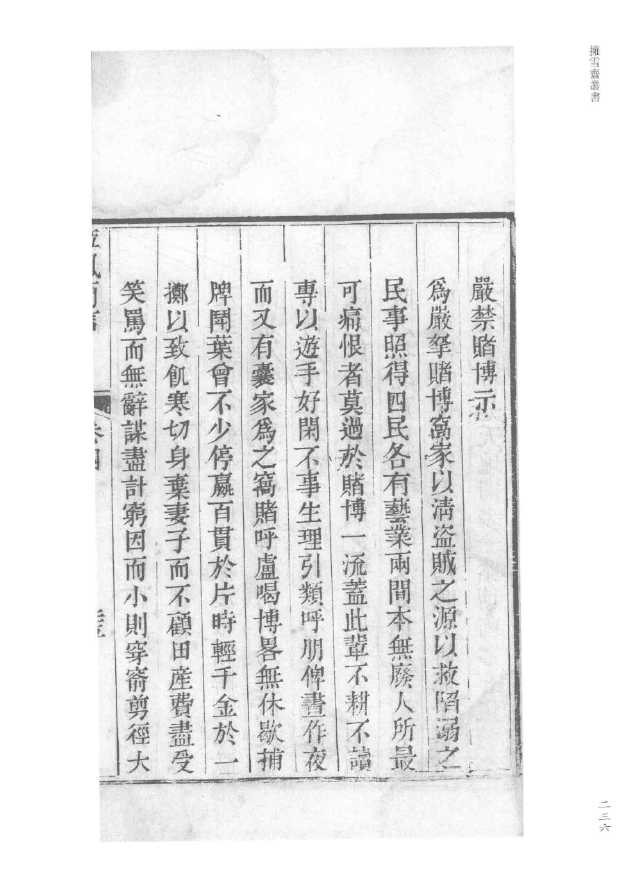 擁雪齋叢書
嚴禁賭博示
為嚴拏賭博窩家以清盗賊之源以救陷溺之
民事照得四民各有藝業兩間本無廢人所最
可痛恨者莫過於賭博一流蓋此輩不耕不讀
專以遊手好閑不事生理引類呼朋俾晝作夜
而又有囊家為之窩賭呼盧喝博畧無休歇捕
牌鬬葉曾不少停贏百貫於片時輕千金於一
擲以致飢寒切身棄妻子而不顧田産費盡受
笑罵而無辭謀盡計窮因而小則穿窬剪徑大
卷四
二三六